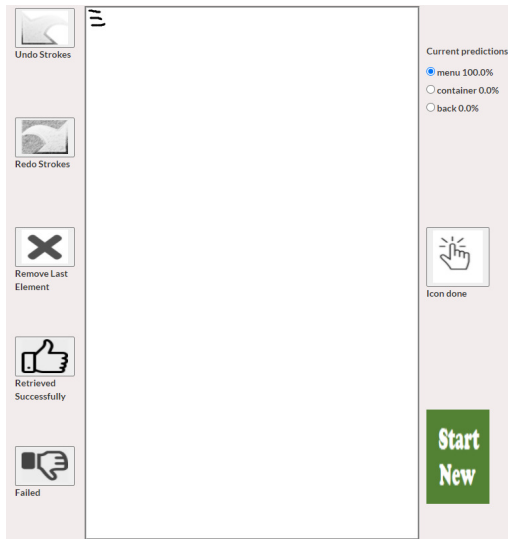 Undo Strokes
Redo Strokes
Remove Last
Element
Retrieved
Successfully
Failed
Current predictions
menu 100.0%
container 0.0%
back 0.0%
Icon done
Start
New